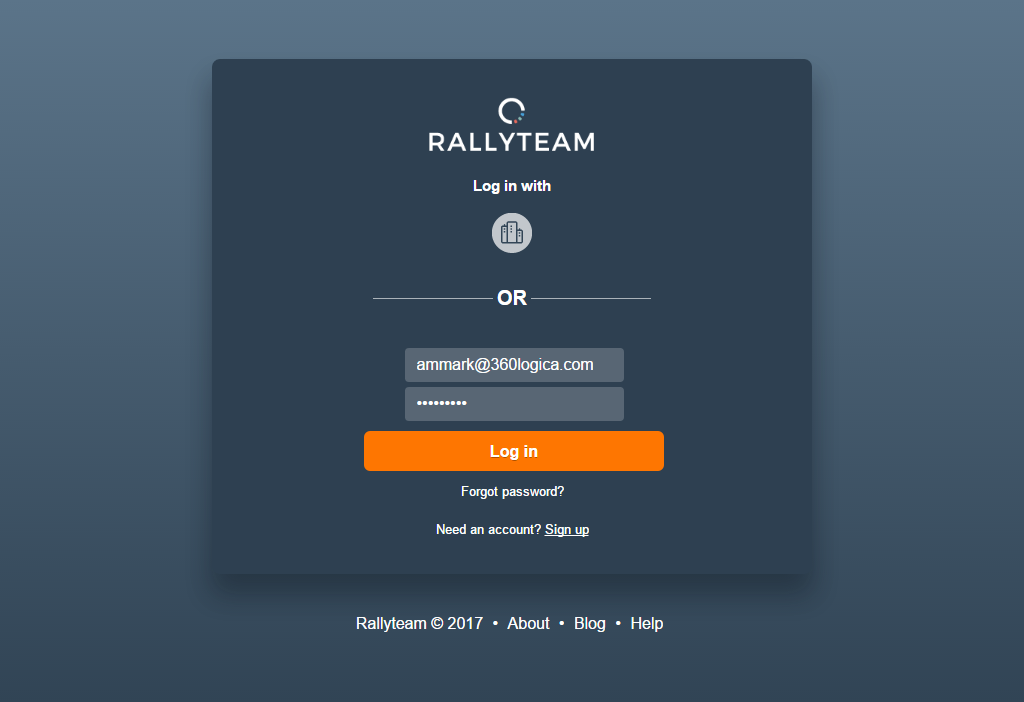 RALLYTEAM
Log in with
OR
ammark@360logica.com
•••••••••
Log in
Forgot password?
Need an account? Sign up
Rallyteam © 2017 • About • Blog • Help